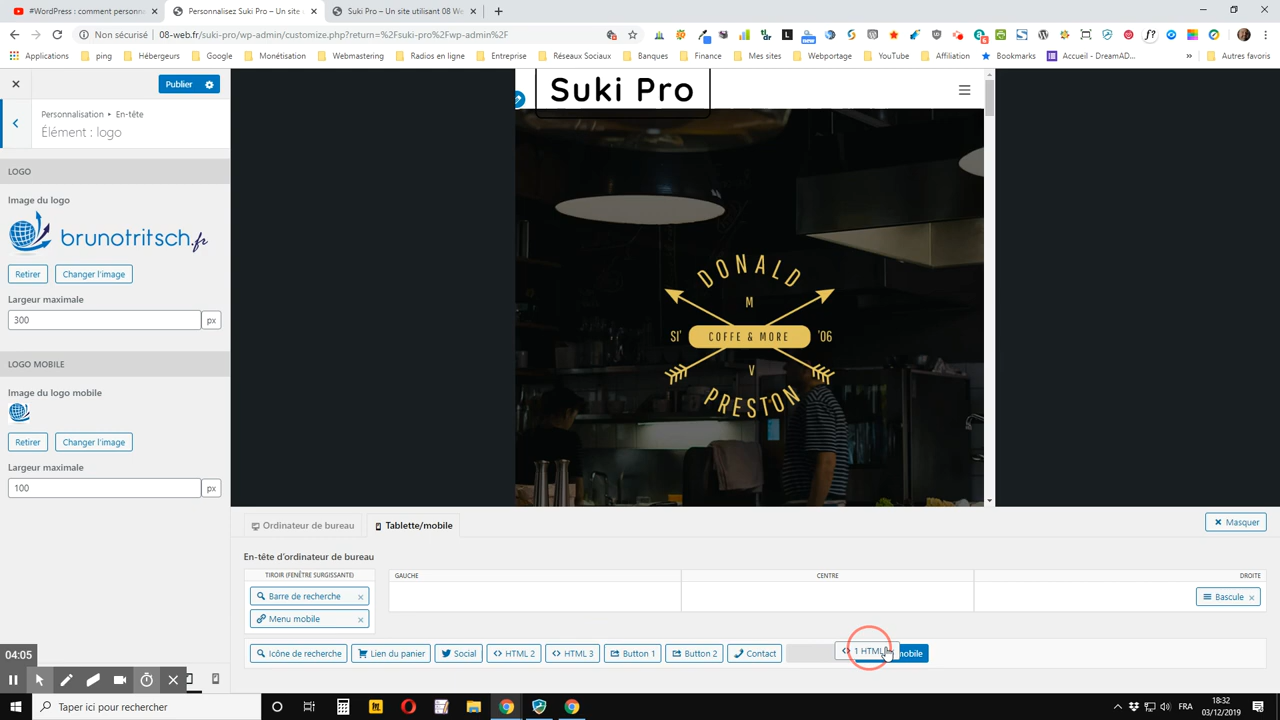 #WordPress : comment personna
Personnalisez Suki Pro – Un site
Suki Pro – Un site utilisant 08 We
Non sécurisé | 08-web.fr/suki-pro/wp-admin/customize.php?return=%2Fsuki-pro%2Fwp-admin%2F
Applications
ping
Hébergeurs
Google
Monétisation
Webmastering
Radios en ligne
Entreprise
Réseaux Sociaux
Banques
Finance
Mes sites
Webportage
YouTube
Affiliation
Bookmarks
Accueil - DreamAD...
»
Autres favoris
Publier
Personnalisation ▸ En-tête
Élément : logo
LOGO
Image du logo
brunotritsch.fr
Retirer
Changer l'image
Largeur maximale
300
px
LOGO MOBILE
Image du logo mobile
Retirer
Changer l'image
Largeur maximale
100
px
Suki Pro
DONALD
M
SI' COFFE & MORE '06
V
PRESTON
Ordinateur de bureau
Tablette/mobile
Masquer
En-tête d'ordinateur de bureau
TIROIR (FENÊTRE SURGISSANTE)
GAUCHE
CENTRE
DROITE
Barre de recherche
Menu mobile
Bascule
Icône de recherche
Lien du panier
Social
HTML 2
HTML 3
Button 1
Button 2
Contact
1 HTML
mobile
04:05
Taper ici pour rechercher
FRA
18:32
03/12/2019